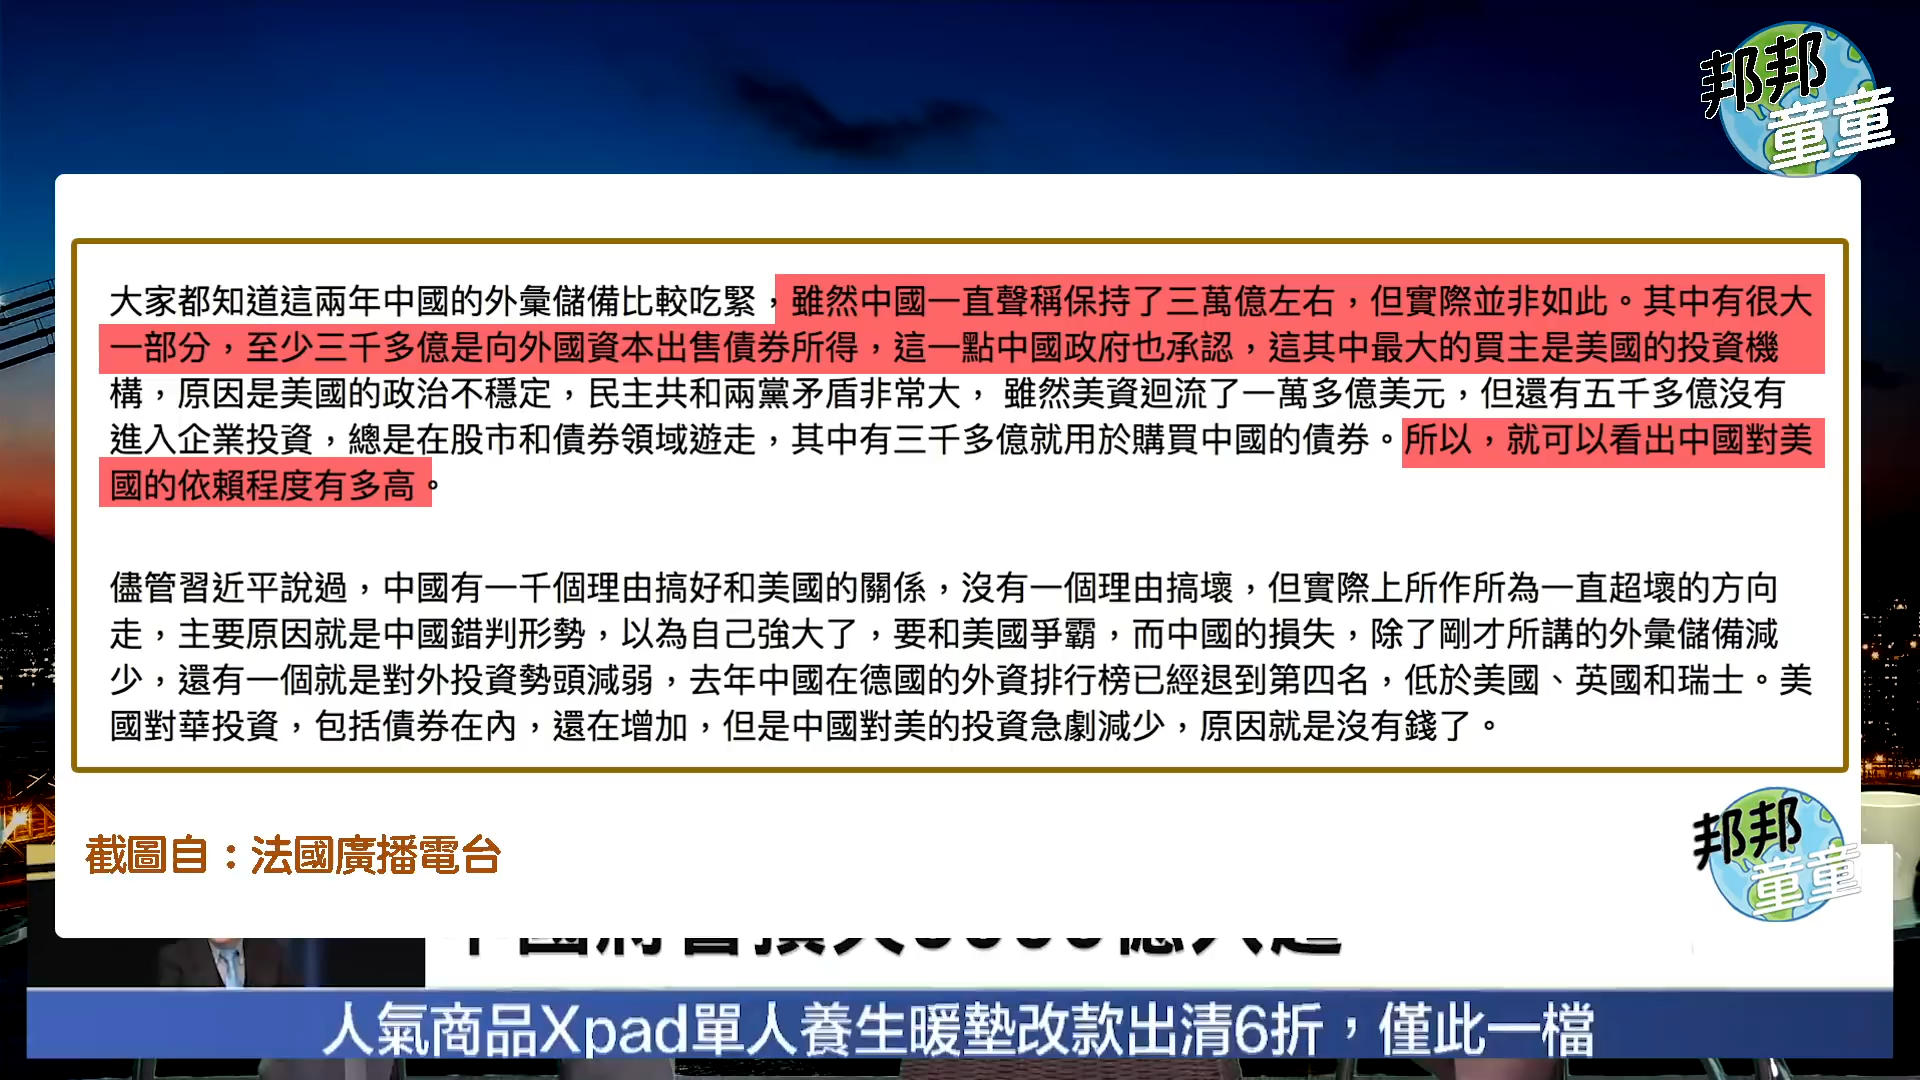 邦邦
童童
大家都知道這兩年中國的外彙儲備比較吃緊，雖然中國一直聲稱保持了三萬億左右，但實際並非如此。其中有很大
一部分，至少三千多億是向外國資本出售債券所得，這一點中國政府也承認，這其中最大的買主是美國的投資機
構，原因是美國的政治不穩定，民主共和兩黨矛盾非常大， 雖然美資迴流了一萬多億美元，但還有五千多億沒有
進入企業投資，總是在股市和債券領域遊走，其中有三千多億就用於購買中國的債券。所以，就可以看出中國對美
國的依賴程度有多高。
儘管習近平說過，中國有一千個理由搞好和美國的關係，沒有一個理由搞壞，但實際上所作所為一直超壞的方向
走，主要原因就是中國錯判形勢，以為自己強大了，要和美國爭霸，而中國的損失，除了剛才所講的外彙儲備減
少，還有一個就是對外投資勢頭減弱，去年中國在德國的外資排行榜已經退到第四名，低於美國、英國和瑞士。美
國對華投資，包括債券在內，還在增加，但是中國對美的投資急劇減少，原因就是沒有錢了。
截圖自：法國廣播電台
邦邦
童童
人氣商品Xpad單人養生暖墊改款出清6折，僅此一檔